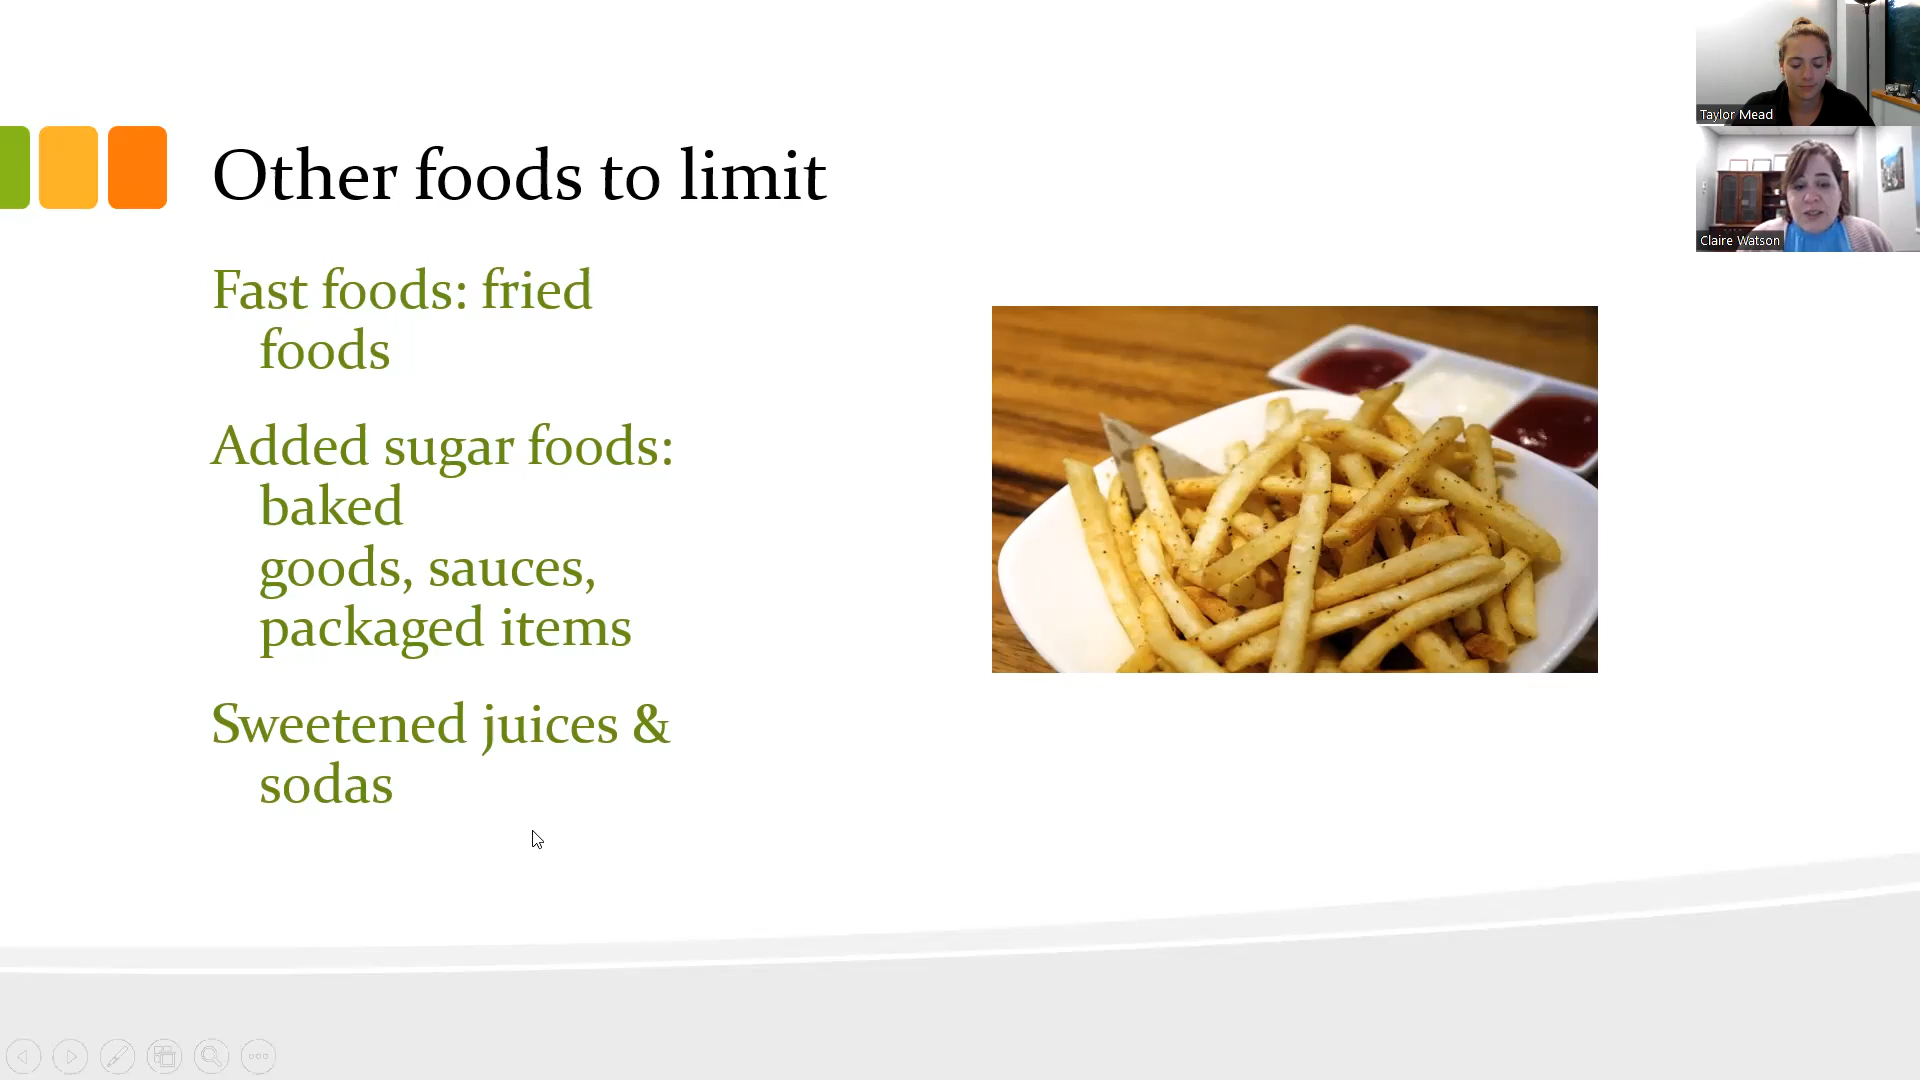 Other foods to limit
Fast foods: fried
foods
Added sugar foods:
baked
goods, sauces,
packaged items
Sweetened juices &
sodas
Taylor Mead
Claire Watson